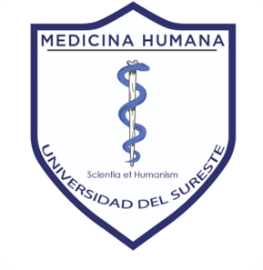 MEDICINA HUMANA
Scientia et Humanism
UNIVERSIDAD DEL SURESTE